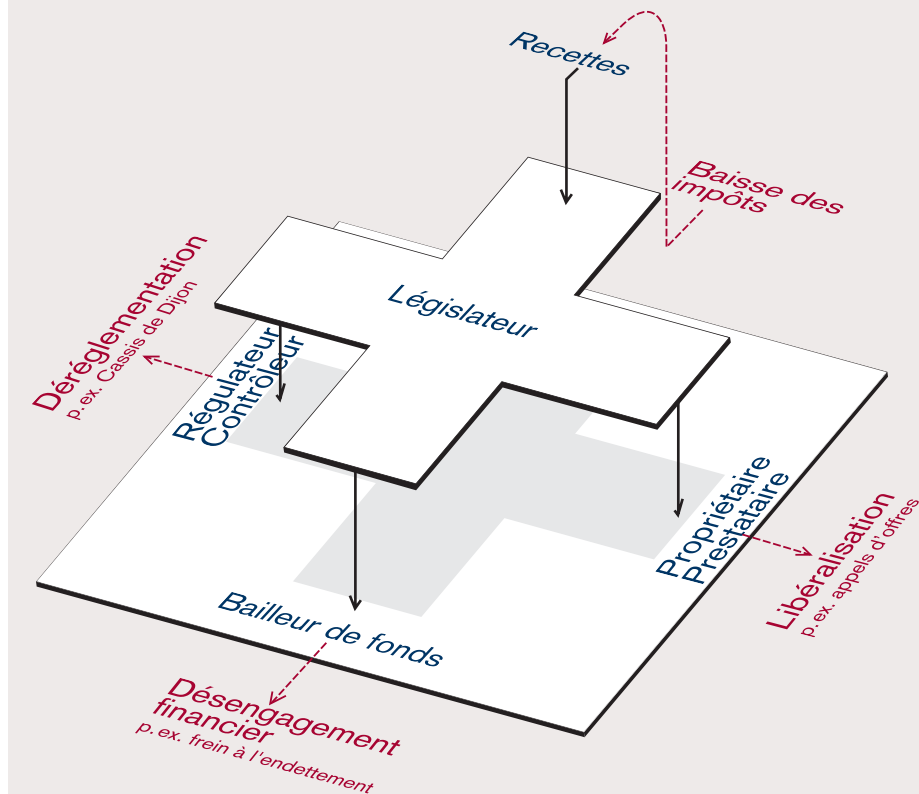 Recettes
Baisse des
impôts
Législateur
Déréglementation
p. ex. Cassis de Dijon
Régulateur
Contrôleur
Propriétaire
Prestataire
Libéralisation
p. ex. appels d'offres
Bailleur de fonds
Désengagement
financier
p. ex. frein à l'endettement